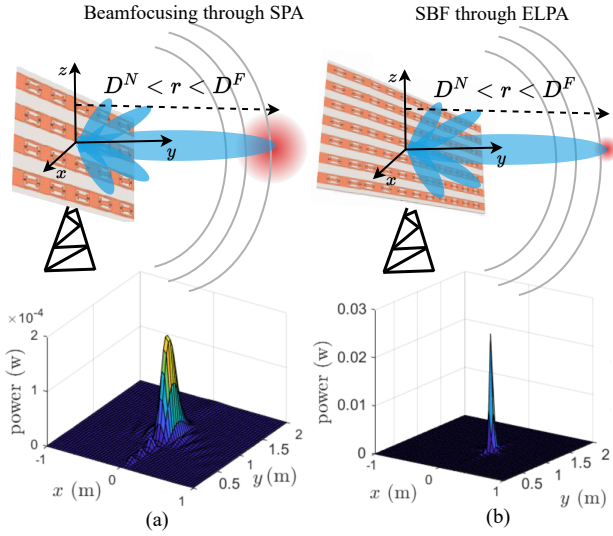 Beamfocusing through SPA
SBF through ELPA
z
D^N < r < D^F
y
x
z
D^N < r < D^F
y
x
×10^-4
2
1
0
power (w)
-1
0
1
x (m)
0.5
1
1.5
2
y (m)
(a)
0.03
0.02
0.01
0
power (w)
-1
0
1
x (m)
0.5
1
1.5
2
y (m)
(b)